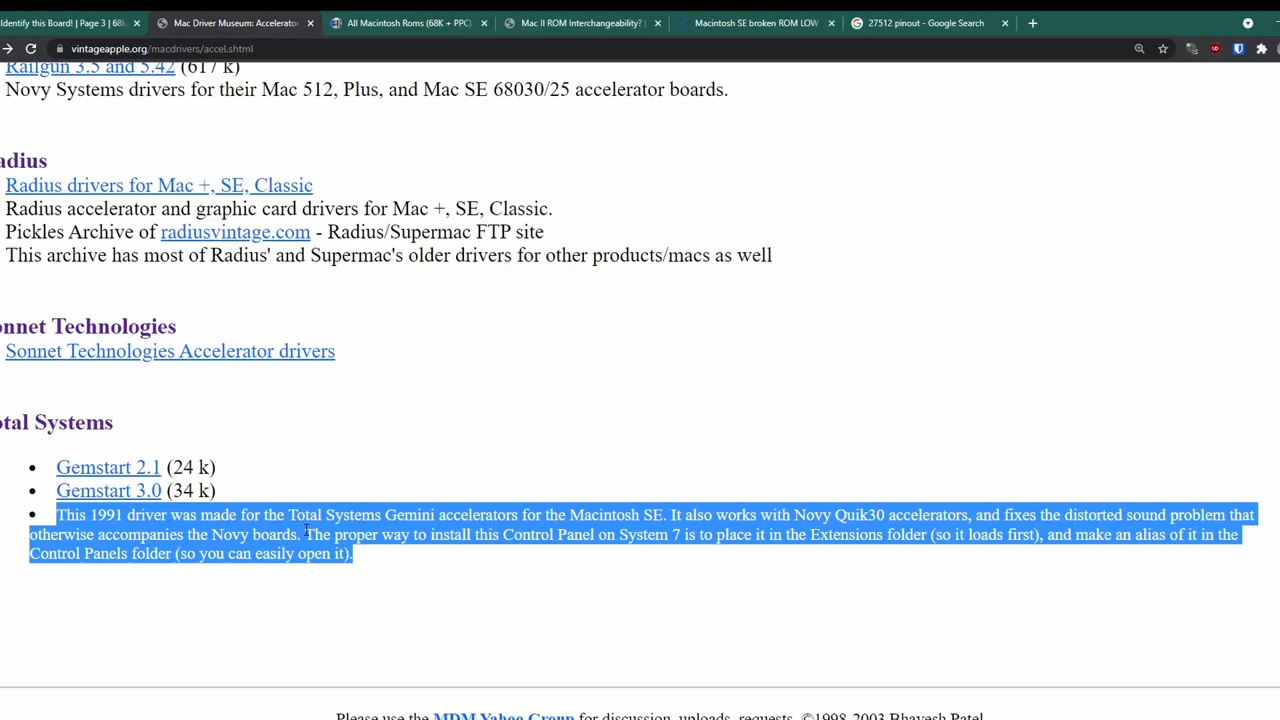 dentify this Board! | Page 3 | 68k
Mac Driver Museum: Accelerator
All Macintosh Roms (68K + PPC)
Mac II ROM Interchangeability? |
Macintosh SE broken ROM LOW
27512 pinout - Google Search
vintageapple.org/macdrivers/accel.shtml
Railgun 3.5 and 5.42 (617 k)
Novy Systems drivers for their Mac 512, Plus, and Mac SE 68030/25 accelerator boards.
adius
Radius drivers for Mac +, SE, Classic
Radius accelerator and graphic card drivers for Mac +, SE, Classic.
Pickles Archive of radiusvintage.com - Radius/Supermac FTP site
This archive has most of Radius' and Supermac's older drivers for other products/macs as well
onnet Technologies
Sonnet Technologies Accelerator drivers
otal Systems
• Gemstart 2.1 (24 k)
• Gemstart 3.0 (34 k)
• This 1991 driver was made for the Total Systems Gemini accelerators for the Macintosh SE. It also works with Novy Quik30 accelerators, and fixes the distorted sound problem that
otherwise accompanies the Novy boards. The proper way to install this Control Panel on System 7 is to place it in the Extensions folder (so it loads first), and make an alias of it in the
Control Panels folder (so you can easily open it).
Please use the MDM Yahoo Group for discussion, uploads, requests. ©1998-2003 Bhavesh Patel